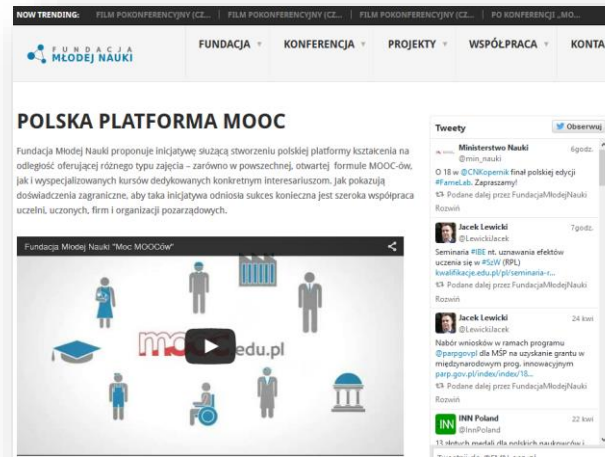 NOW TRENDING: FILM POKONFERENCYJNY (CZ... FILM POKONFERENCYJNY (CZ... FILM POKONFERENCYJNY (CZ... PO KONFERENCJI „MO...
FUNDACJA
MŁODEJ NAUKI
FUNDACJA KONFERENCJA PROJEKTY WSPÓŁPRACA KONTA
POLSKA PLATFORMA MOOC
Fundacja Młodej Nauki proponuje inicjatywę służącą stworzeniu polskiej platformy kształcenia na
odległość oferującej różnego typu zajęcia – zarówno w powszechnej, otwartej formule MOOC-ów,
jak i wyspecjalizowanych kursów dedykowanych konkretnym interesariuszom. Jak pokazują
doświadczenia zagraniczne, aby taka inicjatywa odniosła sukces konieczna jest szeroka współpraca
uczelni, uczonych, firm i organizacji pozarządowych.
Fundacja Młodej Nauki "Moc MOOCów"
edu.pl
Tweety Obserwuj
Ministerstwo Nauki 6godz.
@min_nauki
O 18 w @CNKopernik finał polskiej edycji
#FameLab. Zapraszamy!
Podane dalej przez FundacjaMłodejNauki
Rozwiń
Jacek Lewicki 7godz.
@LewickiJacek
Seminaria #IBE nt. uznawania efektów
uczenia się w #SzW (RPL)
kwalifikacje.edu.pl/pl/seminaria-r...
Podane dalej przez FundacjaMłodejNauki
Rozwiń
Jacek Lewicki 24 kwi
@LewickiJacek
Nabór wniosków w ramach programu
@parpgovpl dla MŚP na uzyskanie grantu w
międzynarodowym prog. innowacyjnym
parp.gov.pl/index/index/18...
Podane dalej przez FundacjaMłodejNauki
Rozwiń
INN
INN Poland 22 kwi
@InnPoland
13 złotych medali dla polskich naukowców i